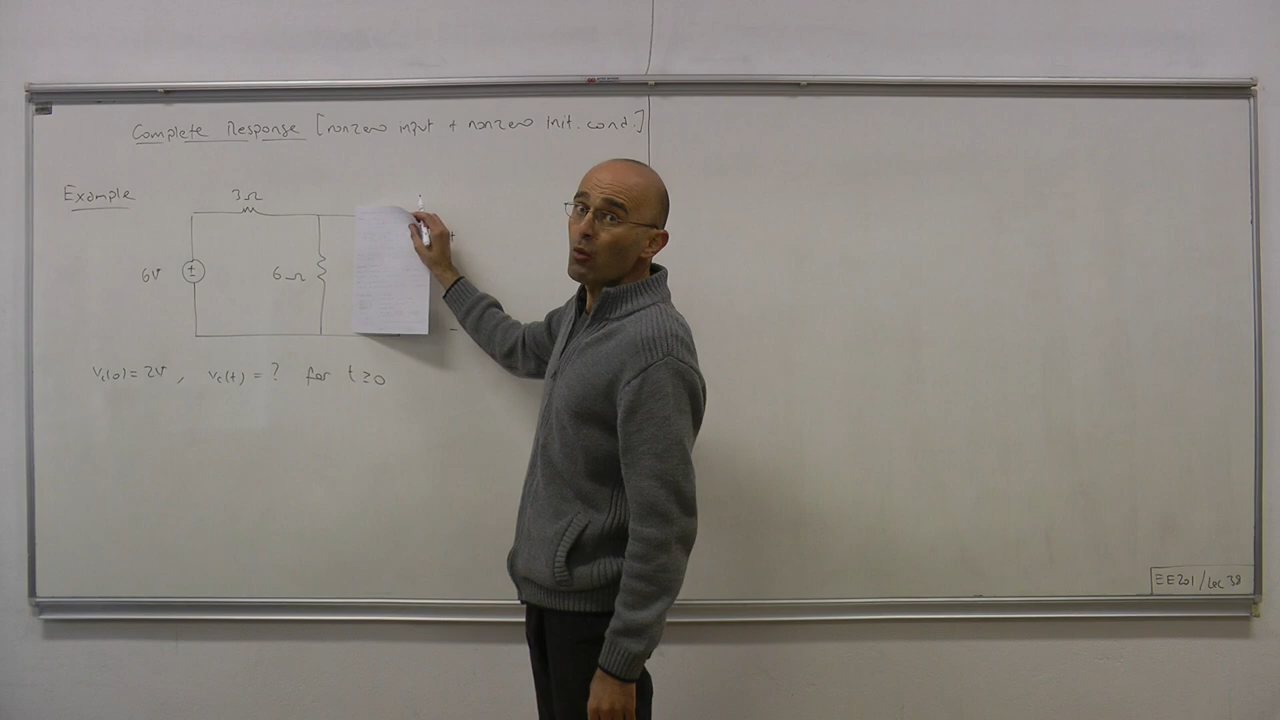 Complete Response [nonzero input + nonzero init. cond.]
Example
3Ω
6V
±
6Ω
+
-
Vc(0)=2V, Vc(t)=? for t≥0
EE201/Lec 38